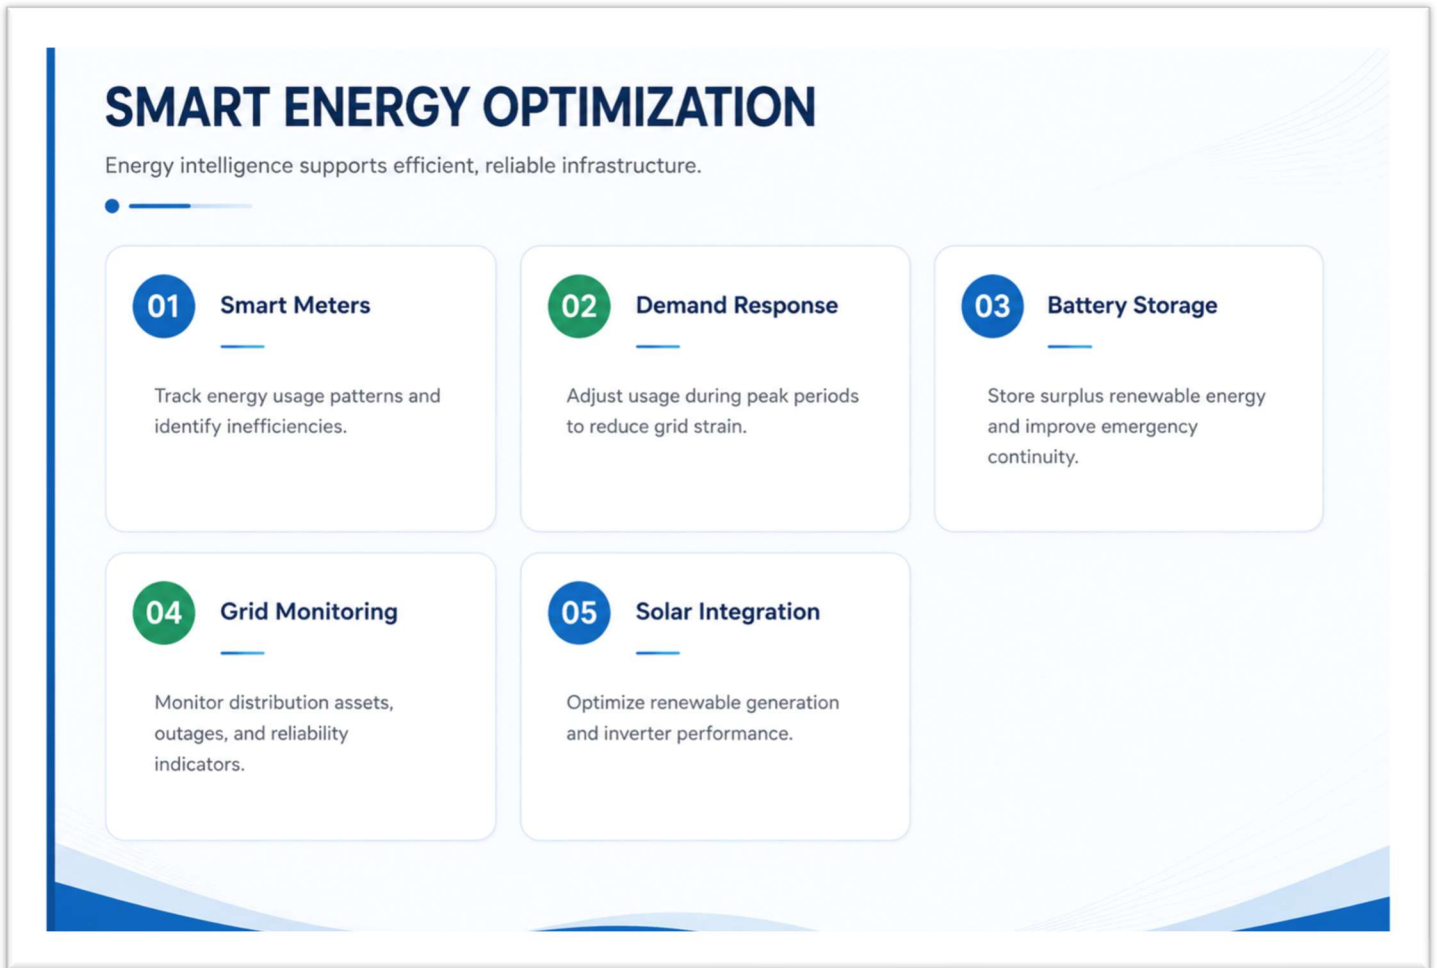 SMART ENERGY OPTIMIZATION
Energy intelligence supports efficient, reliable infrastructure.
01
Smart Meters
Track energy usage patterns and
identify inefficiencies.
02
Demand Response
Adjust usage during peak periods
to reduce grid strain.
03
Battery Storage
Store surplus renewable energy
and improve emergency
continuity.
04
Grid Monitoring
Monitor distribution assets,
outages, and reliability
indicators.
05
Solar Integration
Optimize renewable generation
and inverter performance.